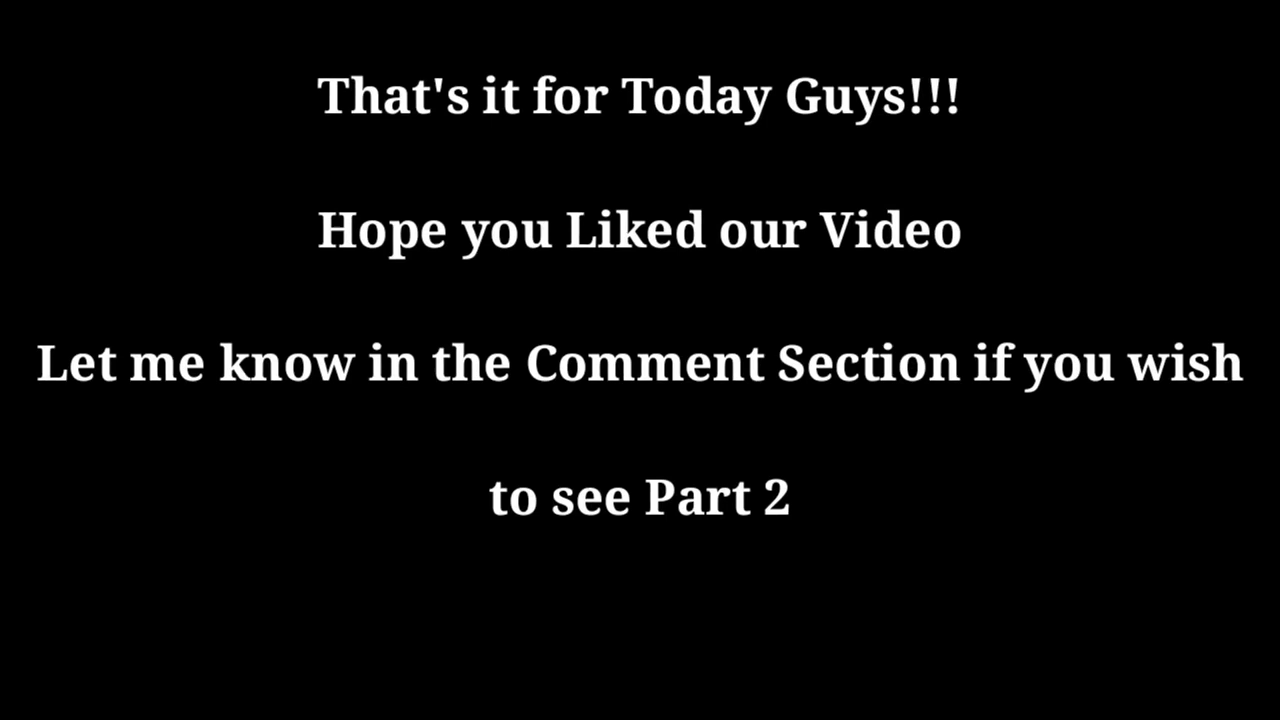 That's it for Today Guys!!!
Hope you Liked our Video
Let me know in the Comment Section if you wish
to see Part 2